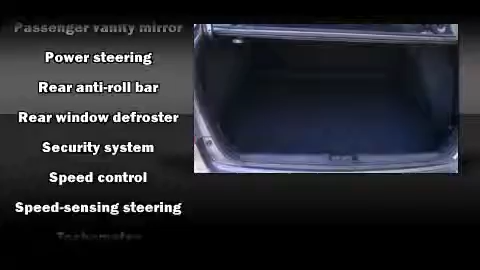 Passenger vanity mirror
Power steering
Rear anti-roll bar
Rear window defroster
Security system
Speed control
Speed-sensing steering
Tachometer